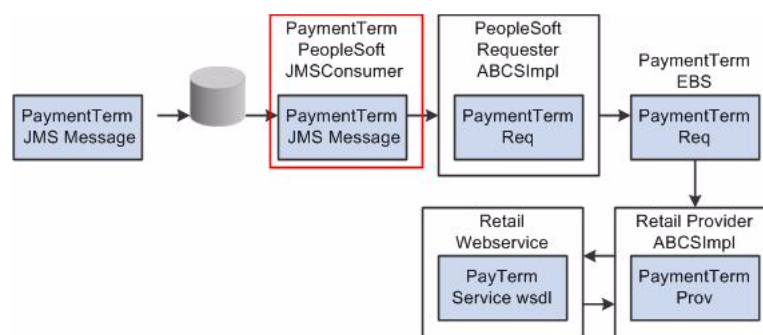 PaymentTerm
JMS Message
PaymentTerm
PeopleSoft
JMSConsumer
PaymentTerm
JMS Message
PeopleSoft
Requester
ABCSImpl
PaymentTerm
Req
PaymentTerm
EBS
PaymentTerm
Req
Retail
Webservice
PayTerm
Service wsdl
Retail Provider
ABCSImpl
PaymentTerm
Prov